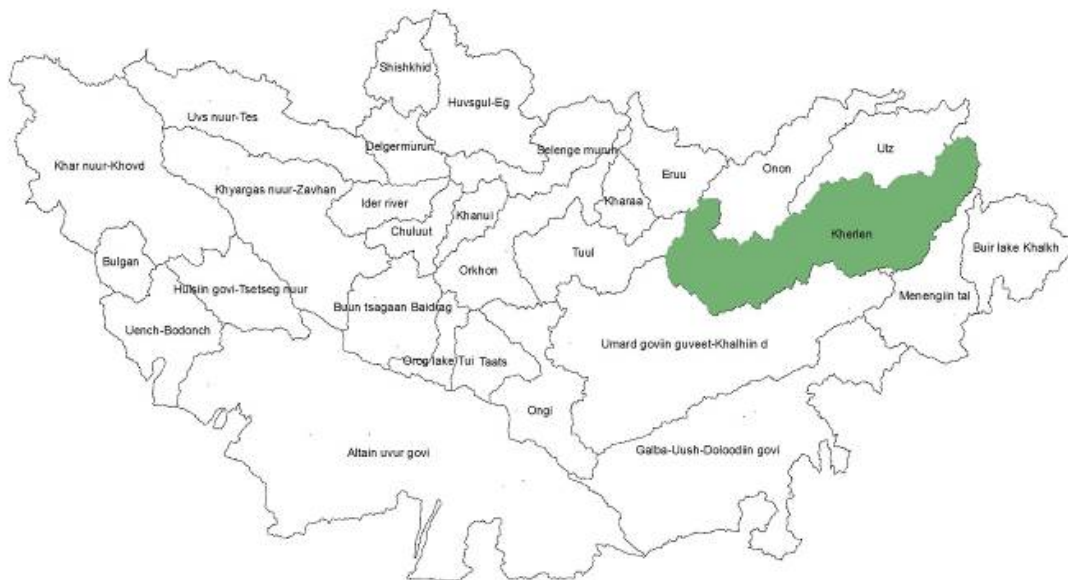 Shishkhid
Huvsgul-Eg
Uvs nuur-Tes
Delgermurun
Selenge murun
Utz
Khar nuur-Khovd
Onon
Eruu
Khyargas nuur-Zavhan
Ider river
Khanui
Kharaa
Chuluut
Kherlen
Buir lake Khalkh
Tuul
Bulgan
Orkhon
Hulsiin govi-Tsetseg nuur
Menengiin tal
Buun tsagaan Baidrag
Uench-Bodonch
Umard goviin guveet-Khalhiin d
Orog lake Tui
Taats
Ongi
Altain uvur govi
Galba-Uush-Doloodiin govi